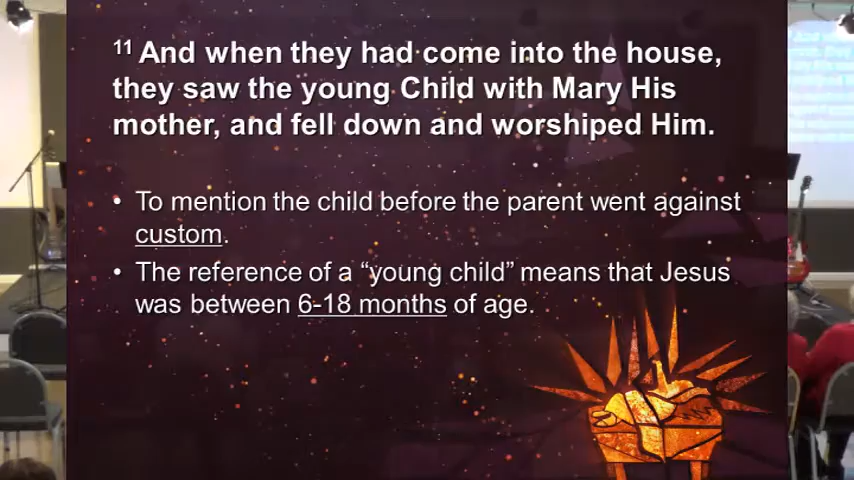 11 And when they had come into the house,
they saw the young Child with Mary His
mother, and fell down and worshiped Him.
• To mention the child before the parent went against
custom.
• The reference of a “young child” means that Jesus
was between 6-18 months of age.